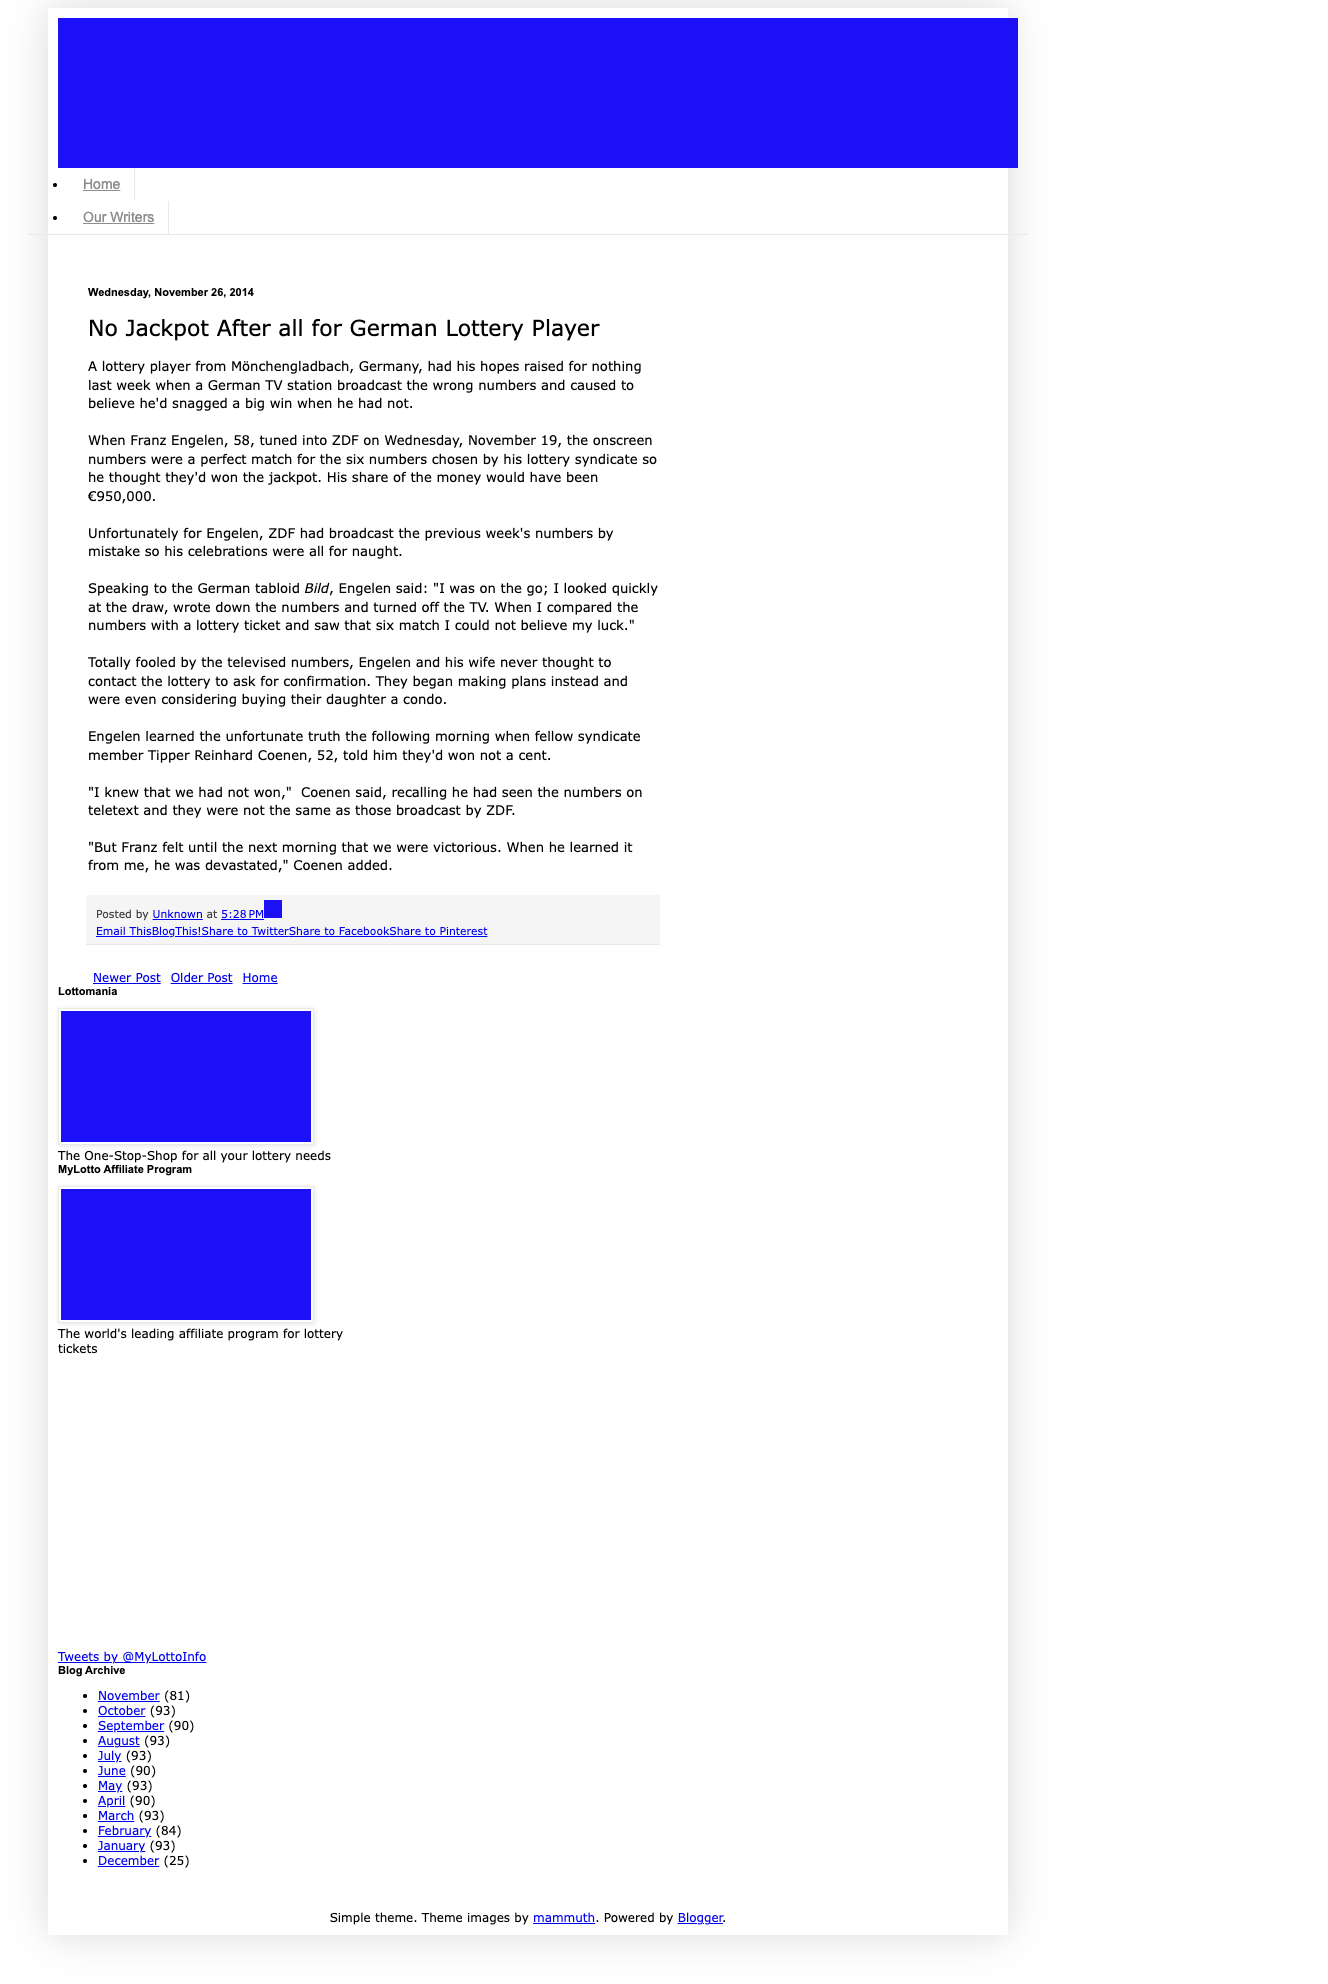 Home
Our Writers
Wednesday, November 26, 2014
No Jackpot After all for German Lottery Player
A lottery player from Mönchengladbach, Germany, had his hopes raised for nothing
last week when a German TV station broadcast the wrong numbers and caused to
believe he'd snagged a big win when he had not.
When Franz Engelen, 58, tuned into ZDF on Wednesday, November 19, the onscreen
numbers were a perfect match for the six numbers chosen by his lottery syndicate so
he thought they'd won the jackpot. His share of the money would have been
€950,000.
Unfortunately for Engelen, ZDF had broadcast the previous week's numbers by
mistake so his celebrations were all for naught.
Speaking to the German tabloid Bild, Engelen said: "I was on the go; I looked quickly
at the draw, wrote down the numbers and turned off the TV. When I compared the
numbers with a lottery ticket and saw that six match I could not believe my luck."
Totally fooled by the televised numbers, Engelen and his wife never thought to
contact the lottery to ask for confirmation. They began making plans instead and
were even considering buying their daughter a condo.
Engelen learned the unfortunate truth the following morning when fellow syndicate
member Tipper Reinhard Coenen, 52, told him they'd won not a cent.
"I knew that we had not won,"  Coenen said, recalling he had seen the numbers on
teletext and they were not the same as those broadcast by ZDF.
"But Franz felt until the next morning that we were victorious. When he learned it
from me, he was devastated," Coenen added.
Posted by Unknown at 5:28 PM
Email ThisBlogThis!Share to TwitterShare to FacebookShare to Pinterest
Newer Post Older Post Home
Lottomania
The One-Stop-Shop for all your lottery needs
MyLotto Affiliate Program
The world's leading affiliate program for lottery
tickets
Tweets by @MyLottoInfo
Blog Archive
November (81)
October (93)
September (90)
August (93)
July (93)
June (90)
May (93)
April (90)
March (93)
February (84)
January (93)
December (25)
Simple theme. Theme images by mammuth. Powered by Blogger.